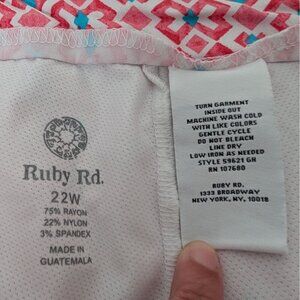 Ruby Rd.
22W
75% RAYON
22% NYLON
3% SPANDEX
MADE IN
GUATEMALA
TURN GARMENT
INSIDE OUT
MACHINE WASH COLD
WITH LIKE COLORS
GENTLE CYCLE
DO NOT BLEACH
LINE DRY
LOW IRON AS NEEDED
STYLE 59621 GR
RN 107680
RUBY RD.
1333 BROADWAY
NEW YORK, NY, 10018